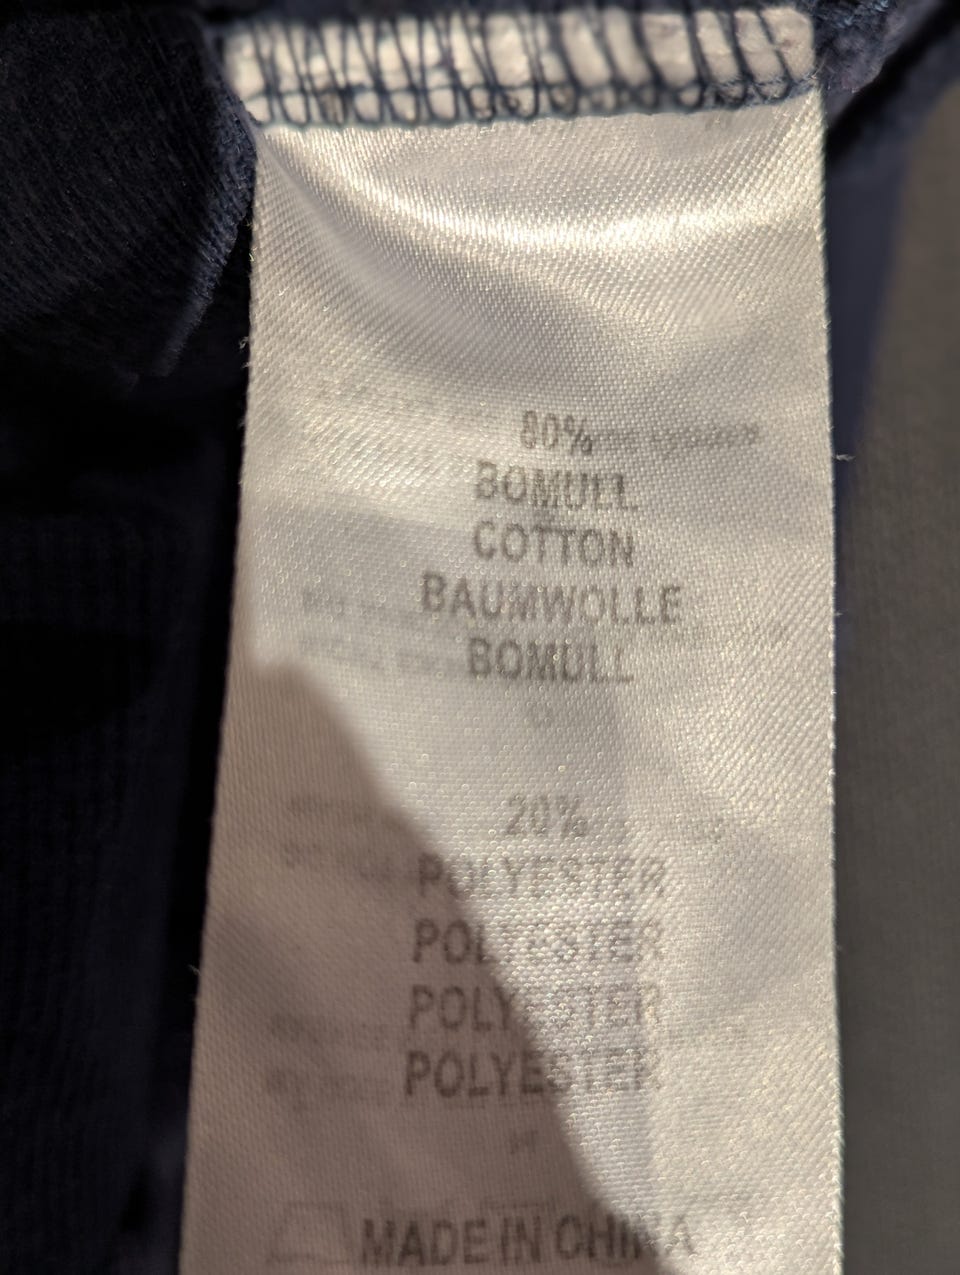 80%
BOMULL
COTTON
BAUMWOLLE
BOMULL
20%
POLYESTER
POLYESTER
POLYESTER
POLYESTER
MADE IN CHINA